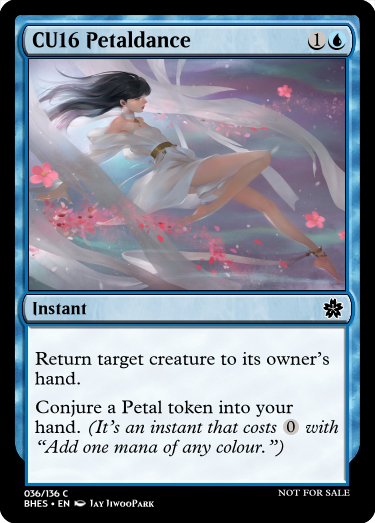 CU16 Petaldance 1
Instant
Return target creature to its owner's
hand.
Conjure a Petal token into your
hand. (It's an instant that costs 0 with
“Add one mana of any colour.”)
036/136 C NOT FOR SALE
BHES • EN Jay JiwooPark